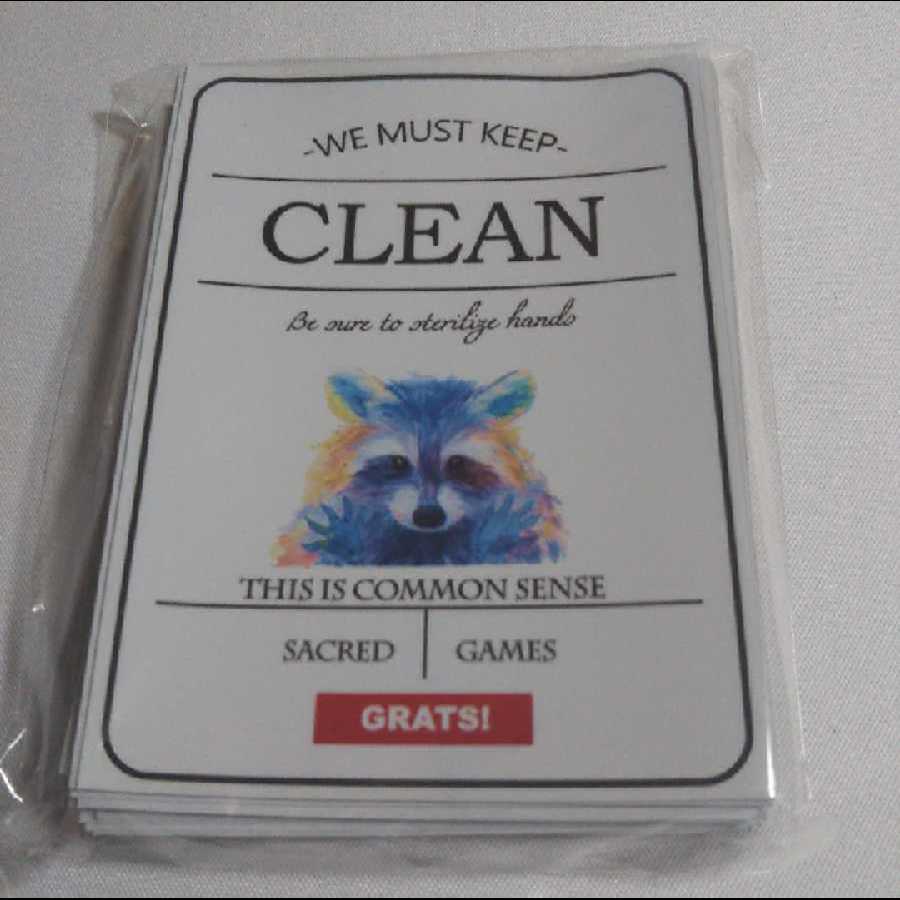 -WE MUST KEEP-
CLEAN
Be sure to sterilize hands
THIS IS COMMON SENSE
SACRED GAMES
GRATS!